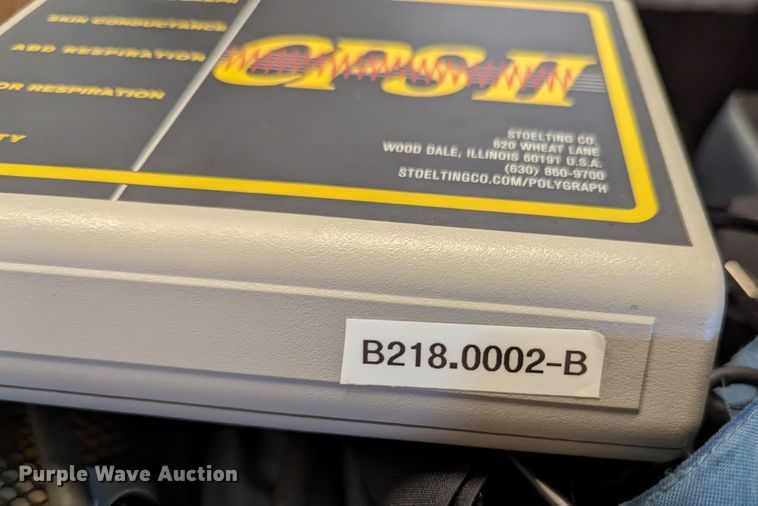 SKIN CONDUCTANCE
ABD RESPIRATION
RESPIRATION
CPS II
STOELTING CO.
620 WHEAT LANE
WOOD DALE, ILLINOIS 60191 U.S.A.
(630) 860-9700
STOELTINGCO.COM/POLYGRAPH
B218.0002-B
Purple Wave Auction